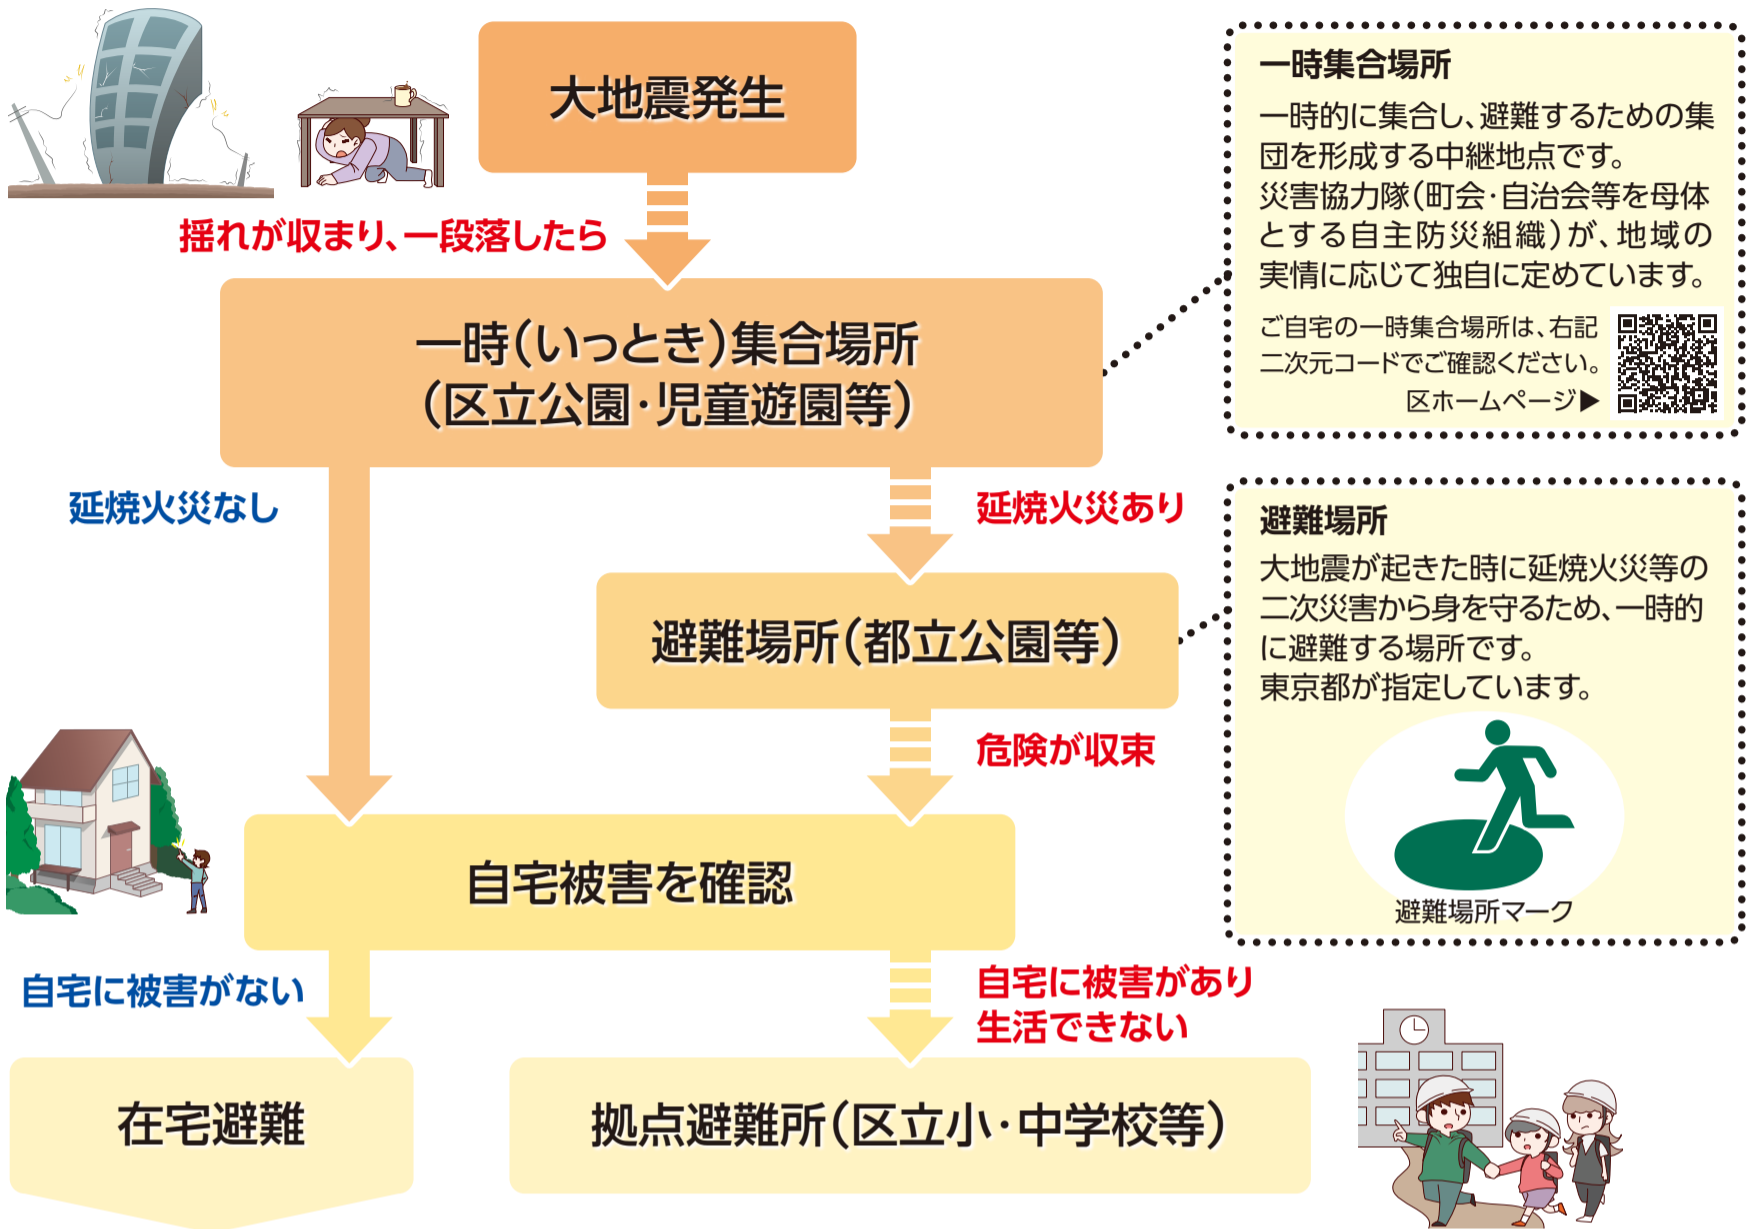 大地震発生
揺れが収まり、一段落したら
一時（いっとき）集合場所
（区立公園・児童遊園等）
一時集合場所
一時的に集合し、避難するための集
団を形成する中継地点です。
災害協力隊（町会・自治会等を母体
とする自主防災組織）が、地域の
実情に応じて独自に定めています。
ご自宅の一時集合場所は、右記
二次元コードでご確認ください。
区ホームページ▶
延焼火災なし
延焼火災あり
避難場所（都立公園等）
避難場所
大地震が起きた時に延焼火災等の
二次災害から身を守るため、一時的
に避難する場所です。
東京都が指定しています。
避難場所マーク
危険が収束
自宅被害を確認
自宅に被害がない
自宅に被害があり
生活できない
在宅避難
拠点避難所（区立小・中学校等）